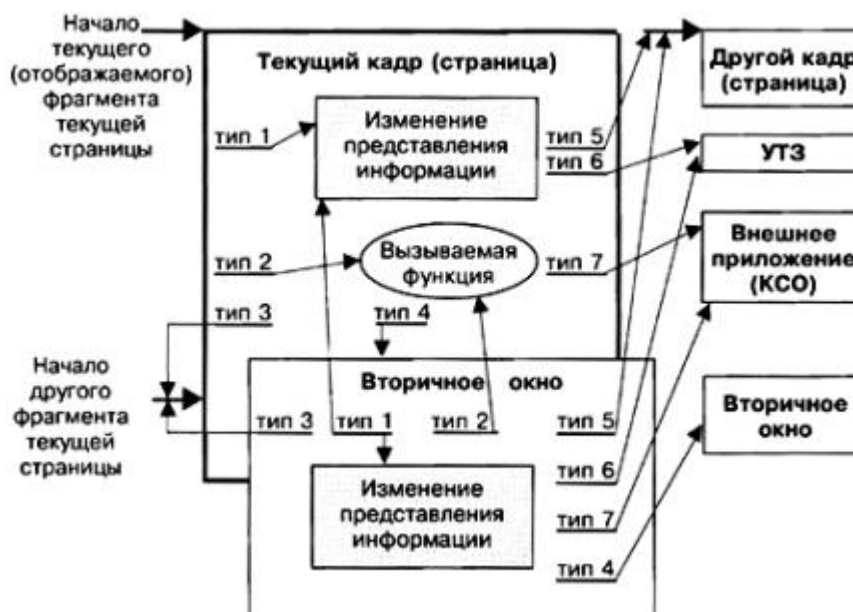 Начало
текущего
(отображаемого)
фрагмента
текущей
страницы
Текущий кадр (страница)
Другой кадр
(страница)
тип 1
Изменение
представления
информации
тип 5
тип 6
УТЗ
тип 2
Вызываемая
функция
тип 7
Внешнее
приложение
(КСО)
тип 3
тип 4
Начало
другого
фрагмента
текущей
страницы
Вторичное окно
тип 3
тип 1
тип 2
тип 5
Вторичное
окно
тип 6
Изменение
представления
информации
тип 7
тип 4